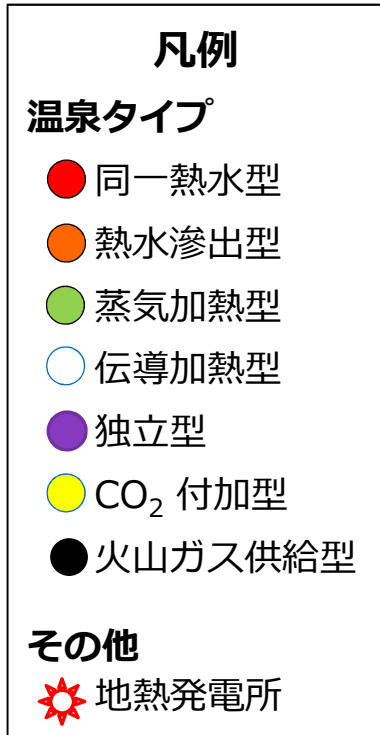 凡例
温泉タイプ
同一熱水型
熱水滲出型
蒸気加熱型
伝導加熱型
独立型
CO₂ 付加型
火山ガス供給型
その他
地熱発電所